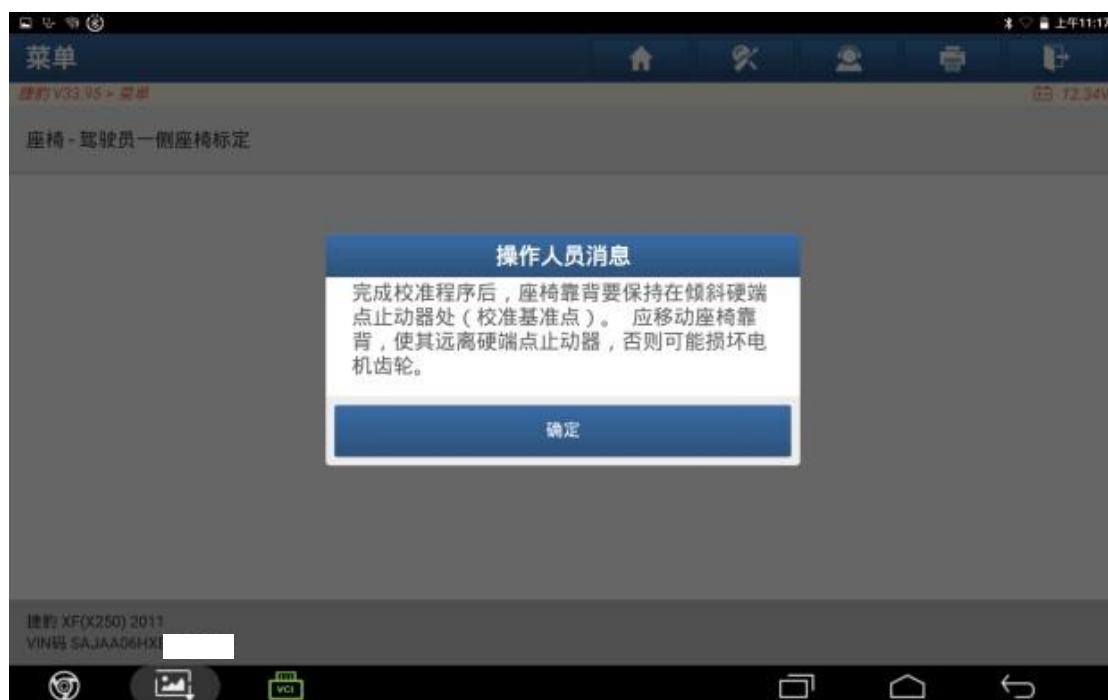 上午11:17
菜单
捷豹 V33.95 > 菜单
12.34V
座椅 - 驾驶员一侧座椅标定
操作人员消息
完成校准程序后，座椅靠背要保持在倾斜硬端
点止动器处（校准基准点）。 应移动座椅靠
背，使其远离硬端点止动器，否则可能损坏电
机齿轮。
确定
捷豹 XF(X250) 2011
VIN码 SAJAA06HX
VCI